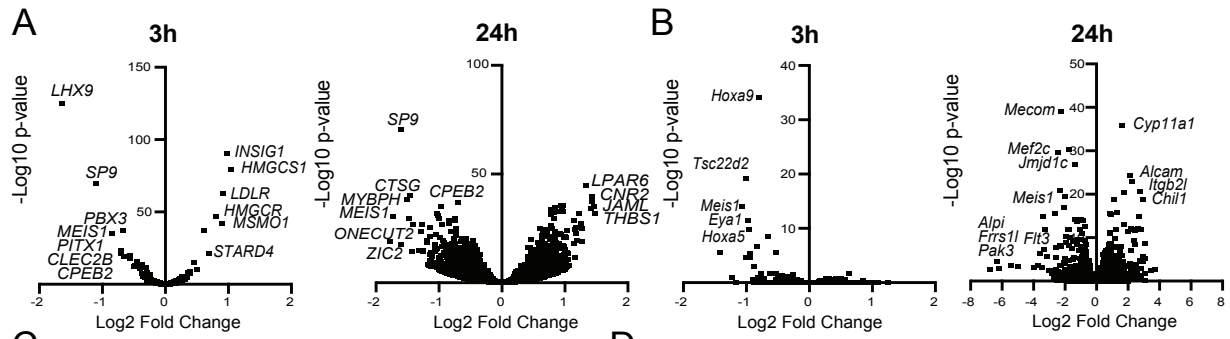 A
3h
24h
B
3h
24h
-Log10 p-value
150
100
50
LHX9
SP9
PBX3
MEIS1
PITX1
CLEC2B
CPEB2
INSIG1
HMGCS1
LDLR
HMGCR
MSMO1
STARD4
-2
-1
0
1
2
Log2 Fold Change
-Log10 p-value
100
50
SP9
CTSG
CPEB2
MYBPH
MEIS1
ONECUT2
ZIC2
LPAR6
CNR2
JAML
THBS1
-2
-1
0
1
2
Log2 Fold Change
-Log10 p-value
40
30
20
10
Hoxa9
Tsc22d2
Meis1
Eya1
Hoxa5
-2
-1
0
1
2
Log2 Fold Change
-Log10 p-value
50
40
30
20
10
Mecom
Cyp11a1
Mef2c
Jmjd1c
Alcam
Itgb2l
Chil1
Meis1
Alpi
Frrs1l
Flt3
Pak3
-8
-6
-4
-2
0
2
4
6
8
Log2 Fold Change